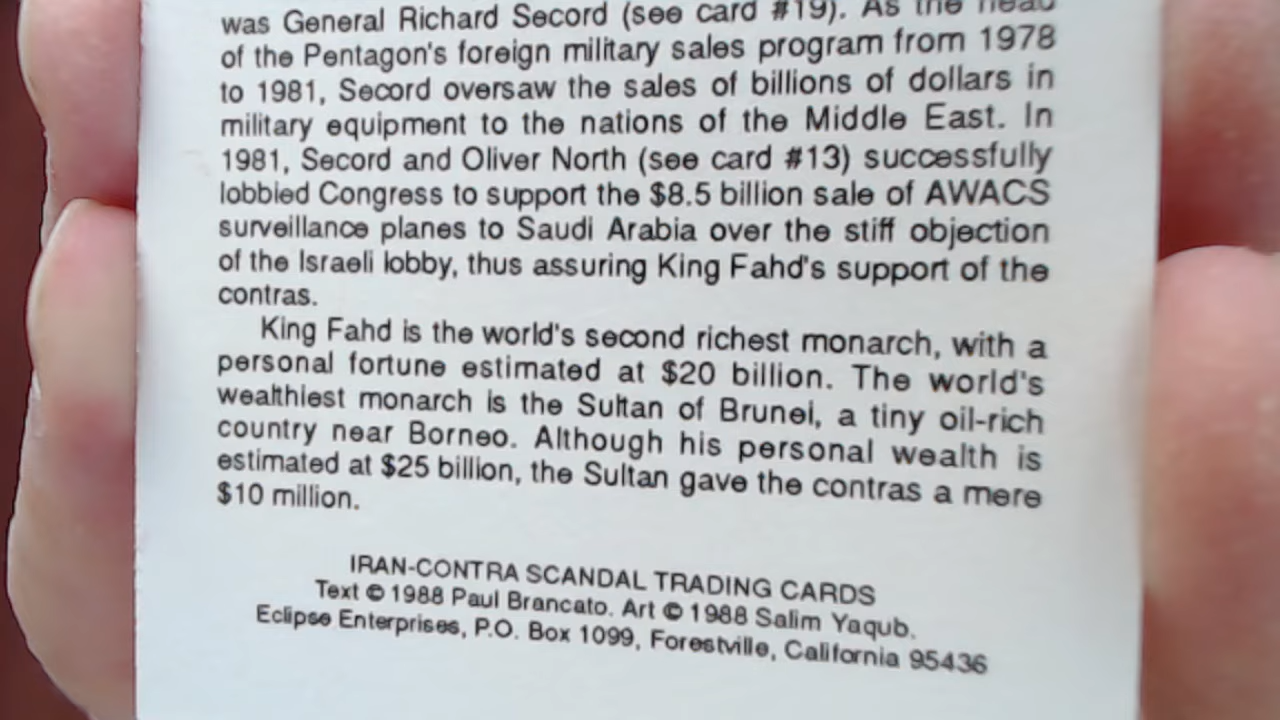 was General Richard Secord (see card #19). As the head
of the Pentagon's foreign military sales program from 1978
to 1981, Secord oversaw the sales of billions of dollars in
military equipment to the nations of the Middle East. In
1981, Secord and Oliver North (see card #13) successfully
lobbied Congress to support the $8.5 billion sale of AWACS
surveillance planes to Saudi Arabia over the stiff objection
of the Israeli lobby, thus assuring King Fahd's support of the
contras.
King Fahd is the world's second richest monarch, with a
personal fortune estimated at $20 billion. The world's
wealthiest monarch is the Sultan of Brunei, a tiny oil-rich
country near Borneo. Although his personal wealth is
estimated at $25 billion, the Sultan gave the contras a mere
$10 million.
IRAN-CONTRA SCANDAL TRADING CARDS
Text © 1988 Paul Brancato. Art © 1988 Salim Yaqub.
Eclipse Enterprises, P.O. Box 1099, Forestville, California 95436